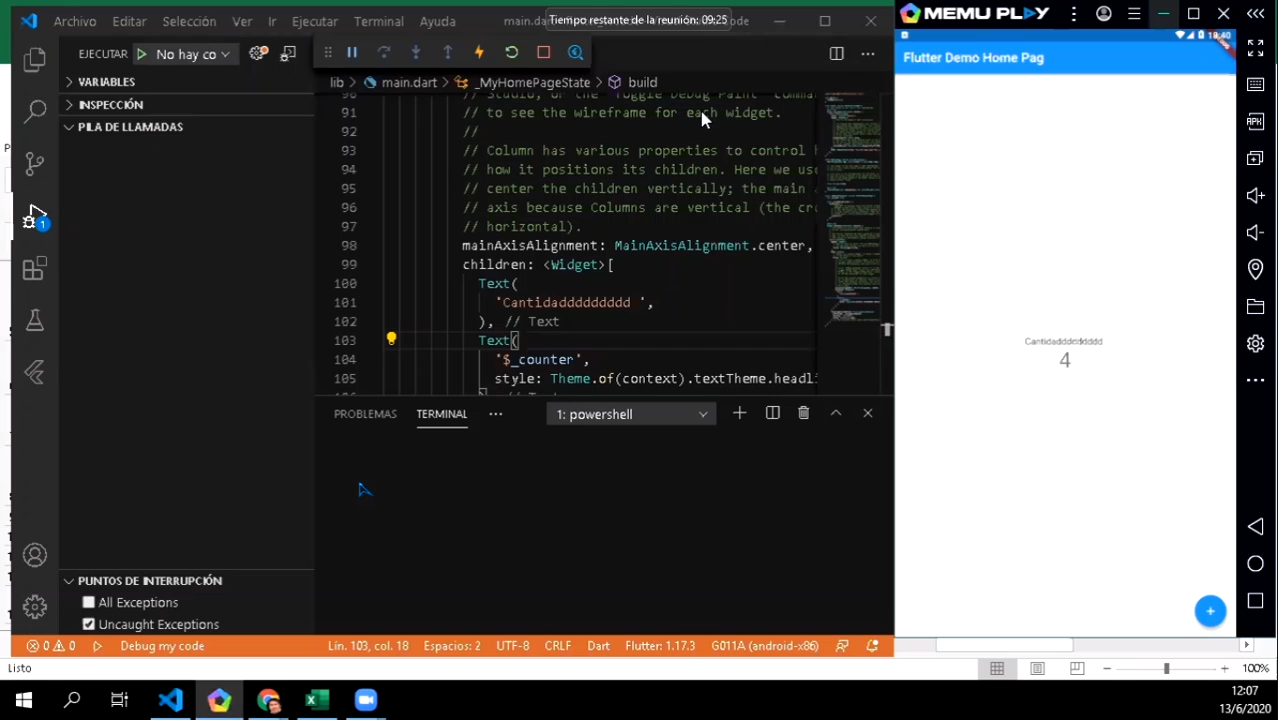 Archivo Editar Selección Ver Ir Ejecutar Terminal Ayuda
main.dart
Tiempo restante de la reunión: 09:25
MEMU PLAY
EJECUTAR
No hay co
VARIABLES
INSPECCIÓN
PILA DE LLAMADAS
1
lib > main.dart > _MyHomePageState > build
91 // to see the wireframe for each widget.
92 //
93 // Column has various properties to control
94 // how it positions its children. Here we us
95 // center the children vertically; the main
96 // axis because Columns are vertical (the cr
97 // horizontal).
98 mainAxisAlignment: MainAxisAlignment.center,
99 children: <Widget>[
100 Text(
101 'Cantidaddddddddd ',
102 ), // Text
103 Text(
104 '$_counter',
105 style: Theme.of(context).textTheme.headli
PROBLEMAS
TERMINAL
1: powershell
PUNTOS DE INTERRUPCIÓN
All Exceptions
Uncaught Exceptions
0 0
Debug my code
Lín. 103, col. 18
Espacios: 2
UTF-8
CRLF
Dart
Flutter: 1.17.3
G011A (android-x86)
Flutter Demo Home Pag
4
+
Listo
100%
12:07
13/6/2020